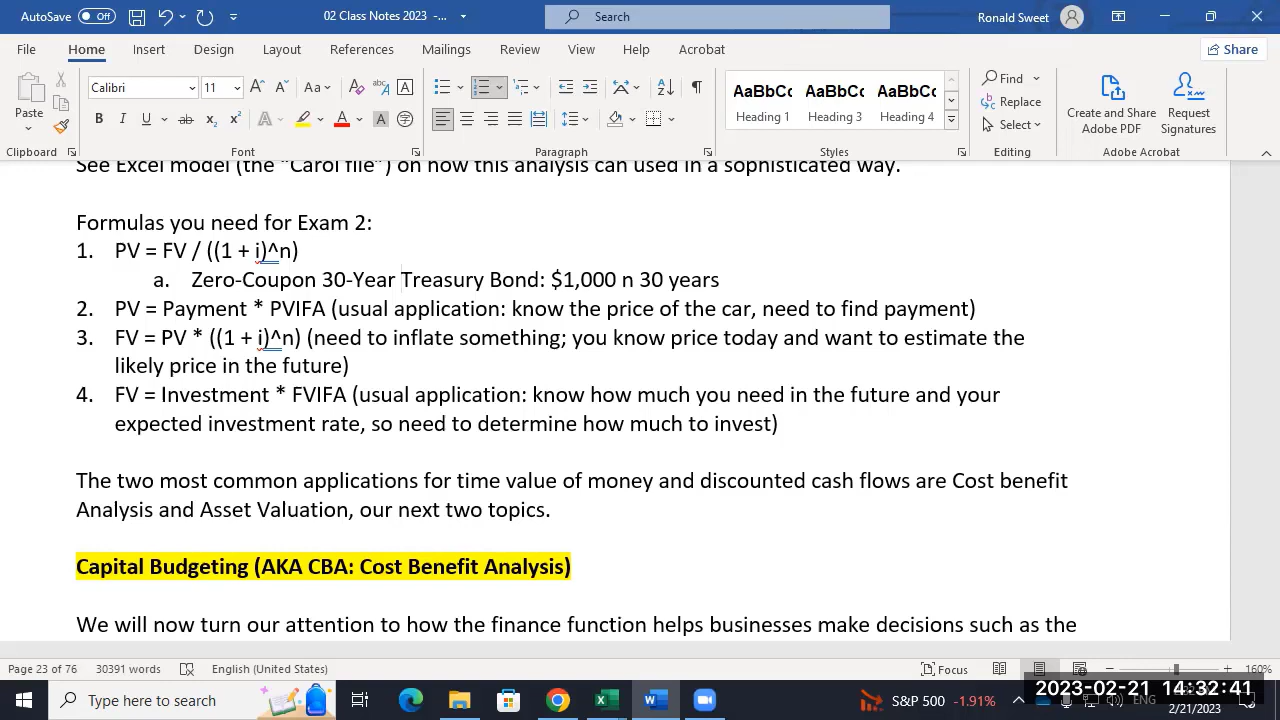 AutoSave Off 02 Class Notes 2023 -... Search Ronald Sweet
File Home Insert Design Layout References Mailings Review View Help Acrobat Share
Paste Calibri 11 Aa AaBbCc AaBbCc AaBbCc Find
Heading 1 Heading 3 Heading 4 Replace Create and Share Request
B I U ab x₂ x² A A A Select Adobe PDF Signatures
Clipboard Font Paragraph Styles Editing Adobe Acrobat
See Excel model (the "Carol file") on how this analysis can used in a sophisticated way.
Formulas you need for Exam 2:
1. PV = FV / ((1 + i)^n)
a. Zero-Coupon 30-Year Treasury Bond: $1,000 n 30 years
2. PV = Payment * PVIFA (usual application: know the price of the car, need to find payment)
3. FV = PV * ((1 + i)^n) (need to inflate something; you know price today and want to estimate the
likely price in the future)
4. FV = Investment * FVIFA (usual application: know how much you need in the future and your
expected investment rate, so need to determine how much to invest)
The two most common applications for time value of money and discounted cash flows are Cost benefit
Analysis and Asset Valuation, our next two topics.
Capital Budgeting (AKA CBA: Cost Benefit Analysis)
We will now turn our attention to how the finance function helps businesses make decisions such as the
Page 23 of 76 30391 words English (United States) Focus 160%
Type here to search S&P 500 -1.91% ENG
2023-02-21 14:32:41
2/21/2023